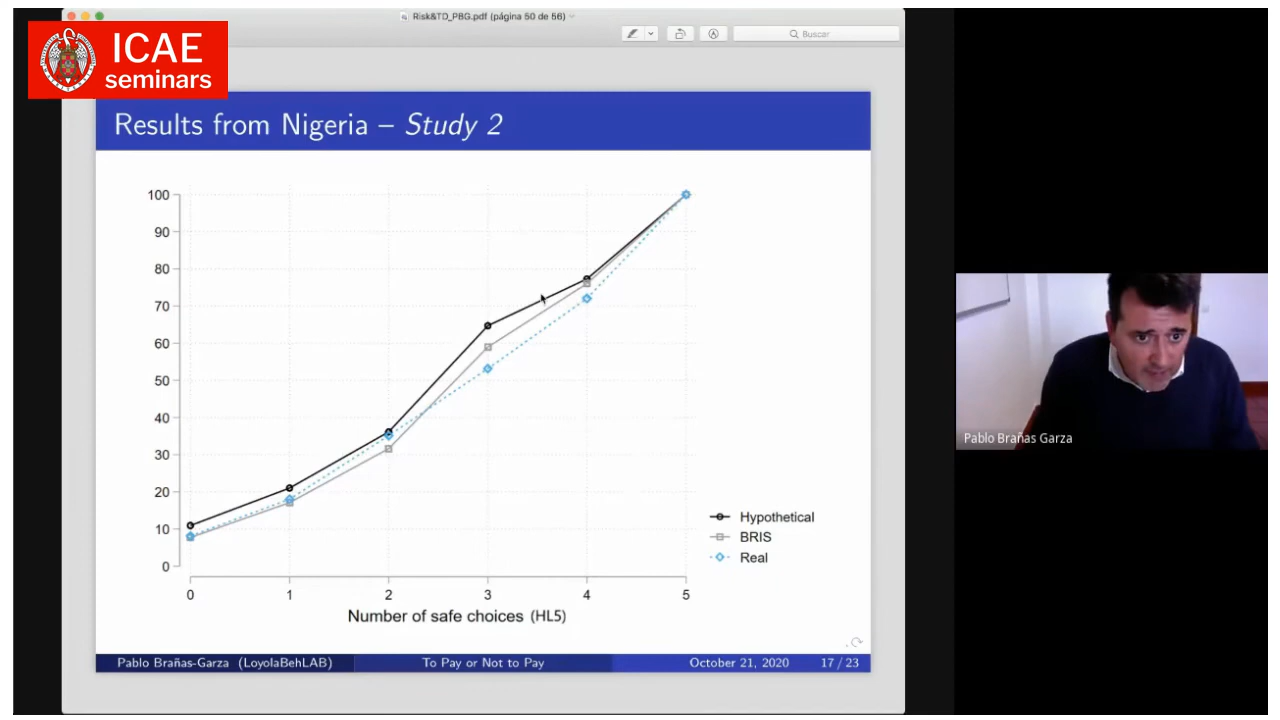 Risk&TD_PBG.pdf (página 50 de 56)
Buscar
ICAE
seminars
Results from Nigeria – Study 2
100
90
80
70
60
50
40
30
20
10
0
0 1 2 3 4 5
Number of safe choices (HL5)
Hypothetical
BRIS
Real
Pablo Brañas-Garza (LoyolaBehLAB) To Pay or Not to Pay October 21, 2020 17 / 23
Pablo Brañas Garza